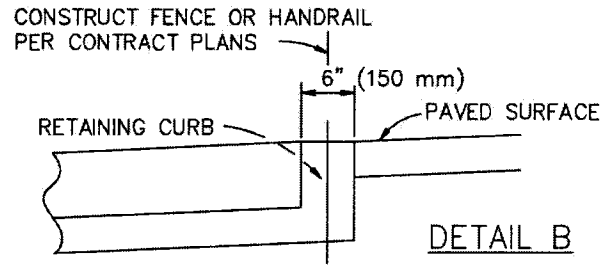 CONSTRUCT FENCE OR HANDRAIL
PER CONTRACT PLANS
6" (150 mm)
PAVED SURFACE
RETAINING CURB
DETAIL B